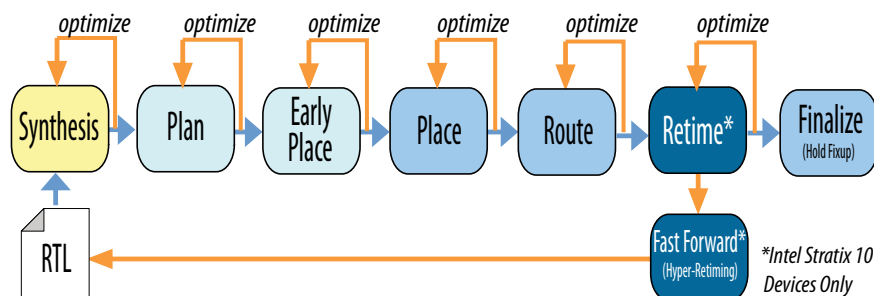 optimize
optimize
optimize
optimize
optimize
optimize
Synthesis
Plan
Early
Place
Place
Route
Retime*
Finalize
(Hold Fixup)
RTL
Fast Forward*
(Hyper-Retiming)
*Intel Stratix 10
Devices Only